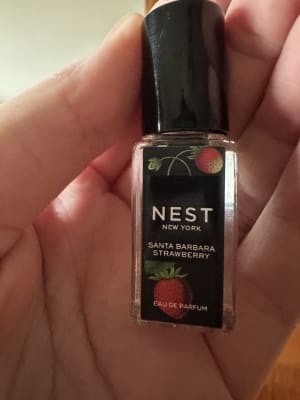 NEST
NEW YORK
SANTA BARBARA
STRAWBERRY
EAU DE PARFUM